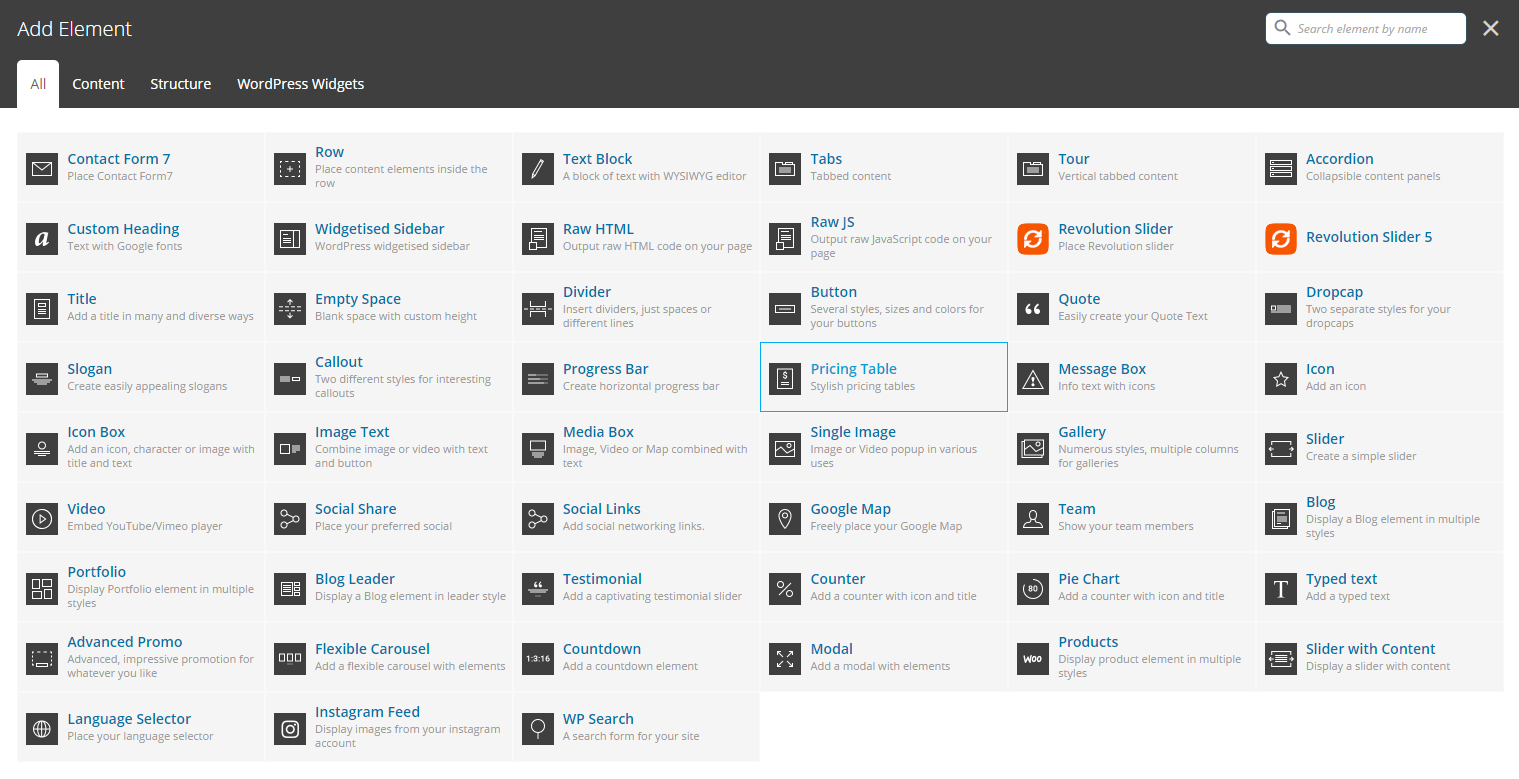 Add Element
Search element by name
All
Content
Structure
WordPress Widgets
Contact Form 7
Place Contact Form7
Row
Place content elements inside the
row
Text Block
A block of text with WYSIWYG editor
Tabs
Tabbed content
Tour
Vertical tabbed content
Accordion
Collapsible content panels
a
Custom Heading
Text with Google fonts
Widgetised Sidebar
WordPress widgetised sidebar
Raw HTML
Output raw HTML code on your page
Raw JS
Output raw JavaScript code on your
page
Revolution Slider
Place Revolution slider
Revolution Slider 5
Title
Add a title in many and diverse ways
Empty Space
Blank space with custom height
Divider
Insert dividers, just spaces or
different lines
Button
Several styles, sizes and colors for
your buttons
Quote
Easily create your Quote Text
Dropcap
Two separate styles for your
dropcaps
Slogan
Create easily appealing slogans
Callout
Two different styles for interesting
callouts
Progress Bar
Create horizontal progress bar
$
Pricing Table
Stylish pricing tables
Message Box
Info text with icons
Icon
Add an icon
Icon Box
Add an icon, character or image with
title and text
Image Text
Combine image or video with text
and button
Media Box
Image, Video or Map combined with
text
Single Image
Image or Video popup in various
uses
Gallery
Numerous styles, multiple columns
for galleries
Slider
Create a simple slider
Video
Embed YouTube/Vimeo player
Social Share
Place your preferred social
Social Links
Add social networking links.
Google Map
Freely place your Google Map
Team
Show your team members
Blog
Display a Blog element in multiple
styles
Portfolio
Display Portfolio element in multiple
styles
Blog Leader
Display a Blog element in leader style
Testimonial
Add a captivating testimonial slider
%
Counter
Add a counter with icon and title
80
Pie Chart
Add a counter with icon and title
T
Typed text
Add a typed text
Advanced Promo
Advanced, impressive promotion for
whatever you like
Flexible Carousel
Add a flexible carousel with elements
1:3:16
Countdown
Add a countdown element
Modal
Add a modal with elements
Woo
Products
Display product element in multiple
styles
Slider with Content
Display a slider with content
Language Selector
Place your language selector
Instagram Feed
Display images from your instagram
account
WP Search
A search form for your site